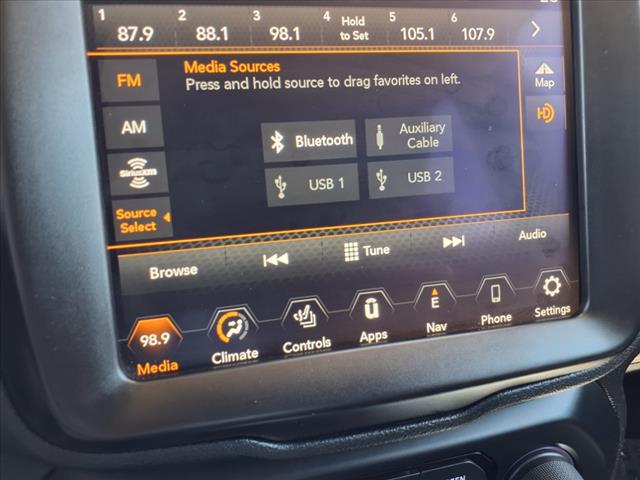 1 2 3 4 5 6
87.9 88.1 98.1 Hold to Set 105.1 107.9
Media Sources
Press and hold source to drag favorites on left.
FM
AM
SiriusXM
Source
Select
Bluetooth
Auxiliary
Cable
USB 1
USB 2
Map
HD
Browse
Tune
Audio
98.9
Media
Climate
Controls
U
Apps
E
Nav
Phone
Settings